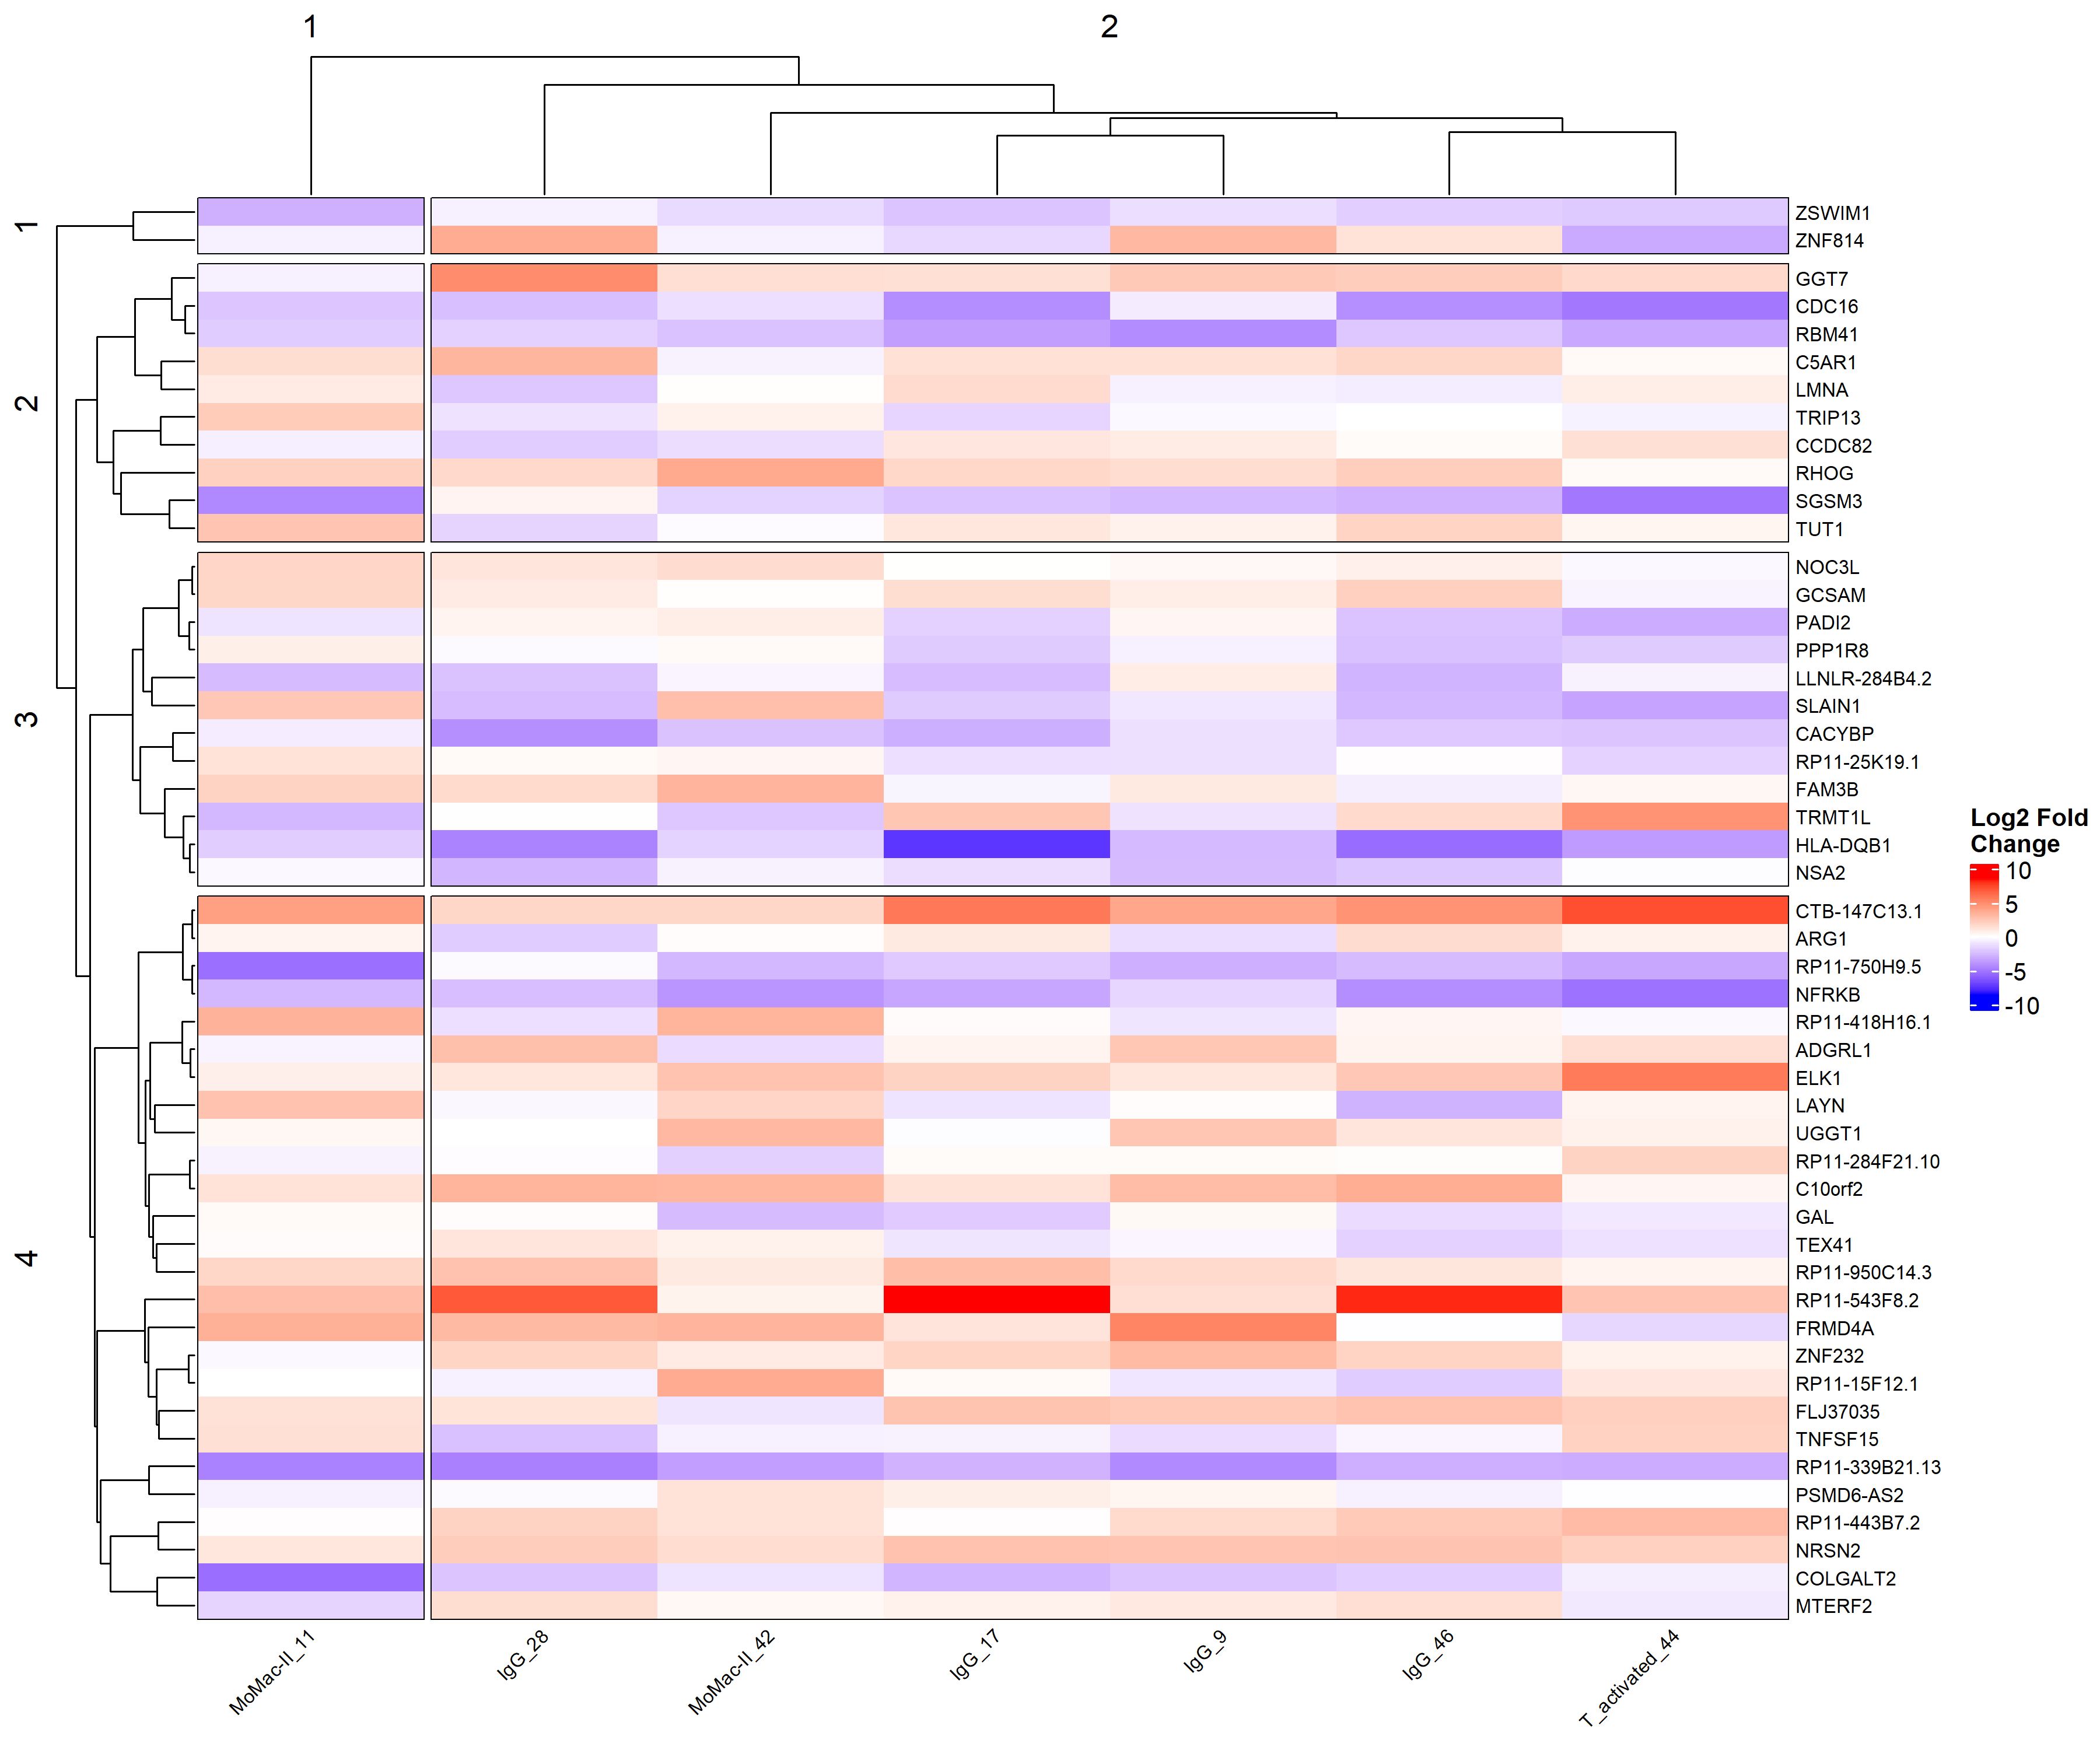 1
2
1
2
3
4
ZSWIM1
ZNF814
GGT7
CDC16
RBM41
C5AR1
LMNA
TRIP13
CCDC82
RHOG
SGSM3
TUT1
NOC3L
GCSAM
PADI2
PPP1R8
LLNLR-284B4.2
SLAIN1
CACYBP
RP11-25K19.1
FAM3B
TRMT1L
HLA-DQB1
NSA2
CTB-147C13.1
ARG1
RP11-750H9.5
NFRKB
RP11-418H16.1
ADGRL1
ELK1
LAYN
UGGT1
RP11-284F21.10
C10orf2
GAL
TEX41
RP11-950C14.3
RP11-543F8.2
FRMD4A
ZNF232
RP11-15F12.1
FLJ37035
TNFSF15
RP11-339B21.13
PSMD6-AS2
RP11-443B7.2
NRSN2
COLGALT2
MTERF2
Log2 Fold
Change
10
5
0
-5
-10
MoMac-II_11
IgG_28
MoMac-II_42
IgG_17
IgG_9
IgG_46
T_activated_44